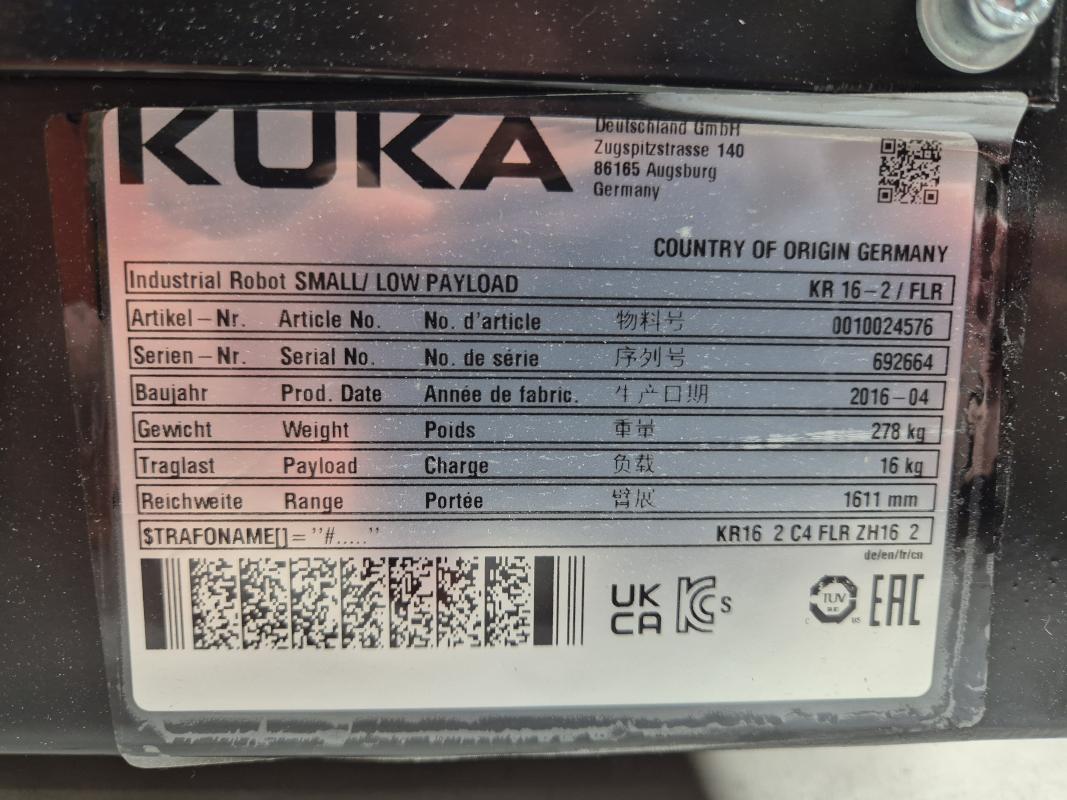 KUKA
Deutschland GmbH
Zugspitzstrasse 140
86165 Augsburg
Germany
COUNTRY OF ORIGIN GERMANY
Industrial Robot SMALL/ LOW PAYLOAD KR 16-2 / FLR
Artikel-Nr. Article No. No. d'article 物料号 0010024576
Serien-Nr. Serial No. No. de série 序列号 692664
Baujahr Prod. Date Année de fabric. 生产日期 2016-04
Gewicht Weight Poids 重量 278 kg
Traglast Payload Charge 负载 16 kg
Reichweite Range Portée 臂展 1611 mm
$TRAFONAME[]="#....." KR16 2 C4 FLR ZH16 2
de/en/fr/cn
UK
CA
KC s
TUV
EAC